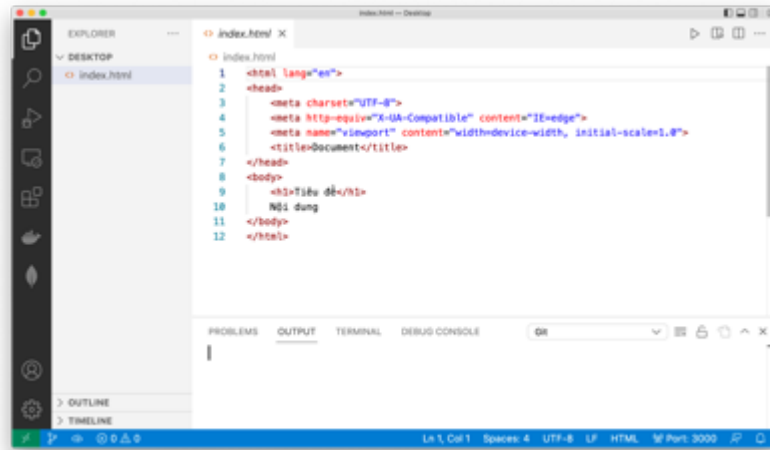 index.html — Desktop
EXPLORER
index.html
DESKTOP
index.html
index.html
1 <html lang="en">
2 <head>
3 <meta charset="UTF-8">
4 <meta http-equiv="X-UA-Compatible" content="IE=edge">
5 <meta name="viewport" content="width=device-width, initial-scale=1.0">
6 <title>Document</title>
7 </head>
8 <body>
9 <h1>Tiêu đề</h1>
10 Nội dung
11 </body>
12 </html>
PROBLEMS OUTPUT TERMINAL DEBUG CONSOLE Git
OUTLINE
TIMELINE
0 0 Ln 1, Col 1 Spaces: 4 UTF-8 LF HTML Port: 3000